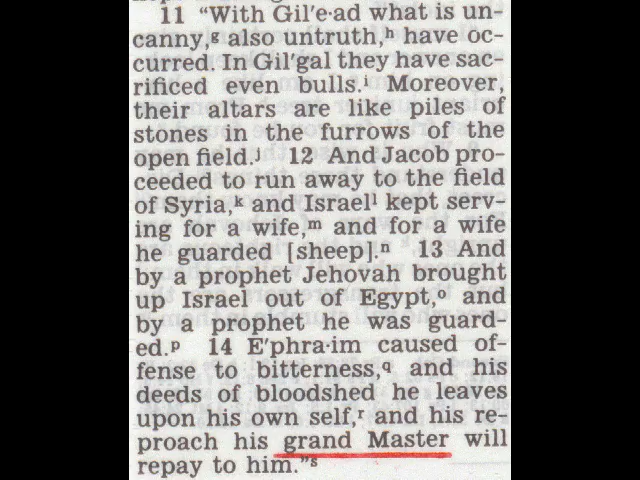 11 “With Gilʹe·ad what is un-
canny,ᵍ also untruth,ʰ have oc-
curred. In Gilʹgal they have sac-
rificed even bulls.ⁱ Moreover,
their altars are like piles of
stones in the furrows of the
open field.ʲ 12 And Jacob pro-
ceeded to run away to the field
of Syria,ᵏ and Israelˡ kept serv-
ing for a wife,ᵐ and for a wife
he guarded [sheep].ⁿ 13 And
by a prophet Jehovah brought
up Israel out of Egypt,ᵒ and
by a prophet he was guard-
ed.ᵖ 14 Eʹphra·im caused of-
fense to bitterness,q and his
deeds of bloodshed he leaves
upon his own self,ʳ and his re-
proach his grand Master will
repay to him.”ˢ